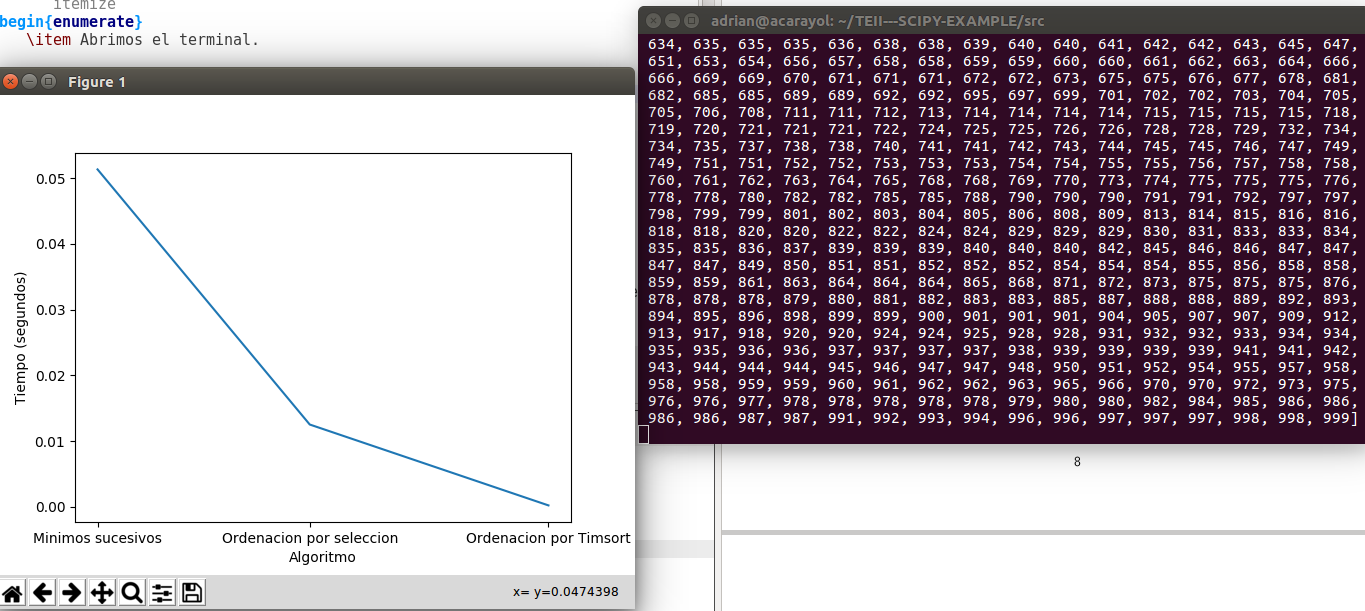 itemize
begin{enumerate}
\item Abrimos el terminal.
Figure 1
0.05
0.04
0.03
0.02
0.01
0.00
Tiempo (segundos)
Minimos sucesivos
Ordenacion por seleccion
Ordenacion por Timsort
Algoritmo
x= y=0.0474398
adrian@acarayol: ~/TEII---SCIPY-EXAMPLE/src
634, 635, 635, 635, 636, 638, 638, 639, 640, 640, 641, 642, 642, 643, 645, 647,
651, 653, 654, 656, 657, 658, 658, 659, 659, 660, 660, 661, 662, 663, 664, 666,
666, 669, 669, 670, 671, 671, 671, 672, 672, 673, 675, 675, 676, 677, 678, 681,
682, 685, 685, 689, 689, 692, 692, 695, 697, 699, 701, 702, 702, 703, 704, 705,
705, 706, 708, 711, 711, 712, 713, 714, 714, 714, 714, 715, 715, 715, 715, 718,
719, 720, 721, 721, 721, 722, 724, 725, 725, 726, 726, 728, 728, 729, 732, 734,
734, 735, 737, 738, 738, 740, 741, 741, 742, 743, 744, 745, 745, 746, 747, 749,
749, 751, 751, 752, 752, 753, 753, 753, 754, 754, 755, 755, 756, 757, 758, 758,
760, 761, 762, 763, 764, 765, 768, 768, 769, 770, 773, 774, 775, 775, 775, 776,
778, 778, 780, 782, 782, 785, 785, 788, 790, 790, 790, 791, 791, 792, 797, 797,
798, 799, 799, 801, 802, 803, 804, 805, 806, 808, 809, 813, 814, 815, 816, 816,
818, 818, 820, 820, 822, 822, 824, 824, 829, 829, 829, 830, 831, 833, 833, 834,
835, 835, 836, 837, 839, 839, 839, 840, 840, 840, 842, 845, 846, 846, 847, 847,
847, 847, 849, 850, 851, 851, 852, 852, 852, 854, 854, 854, 855, 856, 858, 858,
859, 859, 861, 863, 864, 864, 864, 865, 868, 871, 872, 873, 875, 875, 875, 876,
878, 878, 878, 879, 880, 881, 882, 883, 883, 885, 887, 888, 888, 889, 892, 893,
894, 895, 896, 898, 899, 899, 900, 901, 901, 901, 904, 905, 907, 907, 909, 912,
913, 917, 918, 920, 920, 924, 924, 925, 928, 928, 931, 932, 932, 933, 934, 934,
935, 935, 936, 936, 937, 937, 937, 937, 938, 939, 939, 939, 939, 941, 941, 942,
943, 944, 944, 944, 945, 946, 947, 947, 948, 950, 951, 952, 954, 955, 957, 958,
958, 958, 959, 959, 960, 961, 962, 962, 963, 965, 966, 970, 970, 972, 973, 975,
976, 976, 977, 978, 978, 978, 978, 978, 979, 980, 980, 982, 984, 985, 986, 986,
986, 986, 987, 987, 991, 992, 993, 994, 996, 996, 997, 997, 997, 998, 998, 999]
8